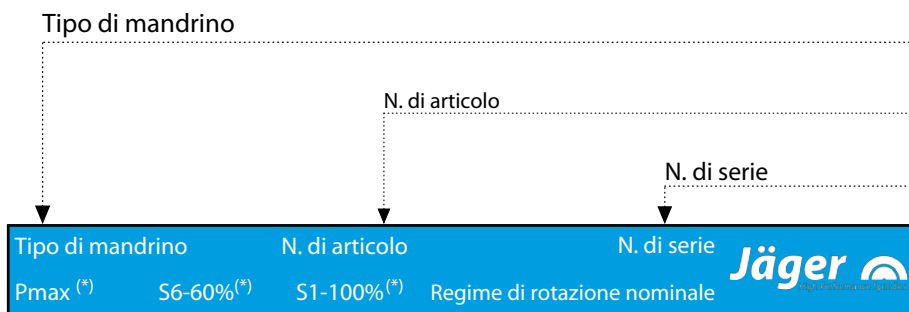 Tipo di mandrino
N. di articolo
N. di serie
Tipo di mandrino N. di articolo N. di serie
Jäger
Pmax (*) S6-60%(*) S1-100%(*) Regime di rotazione nominale